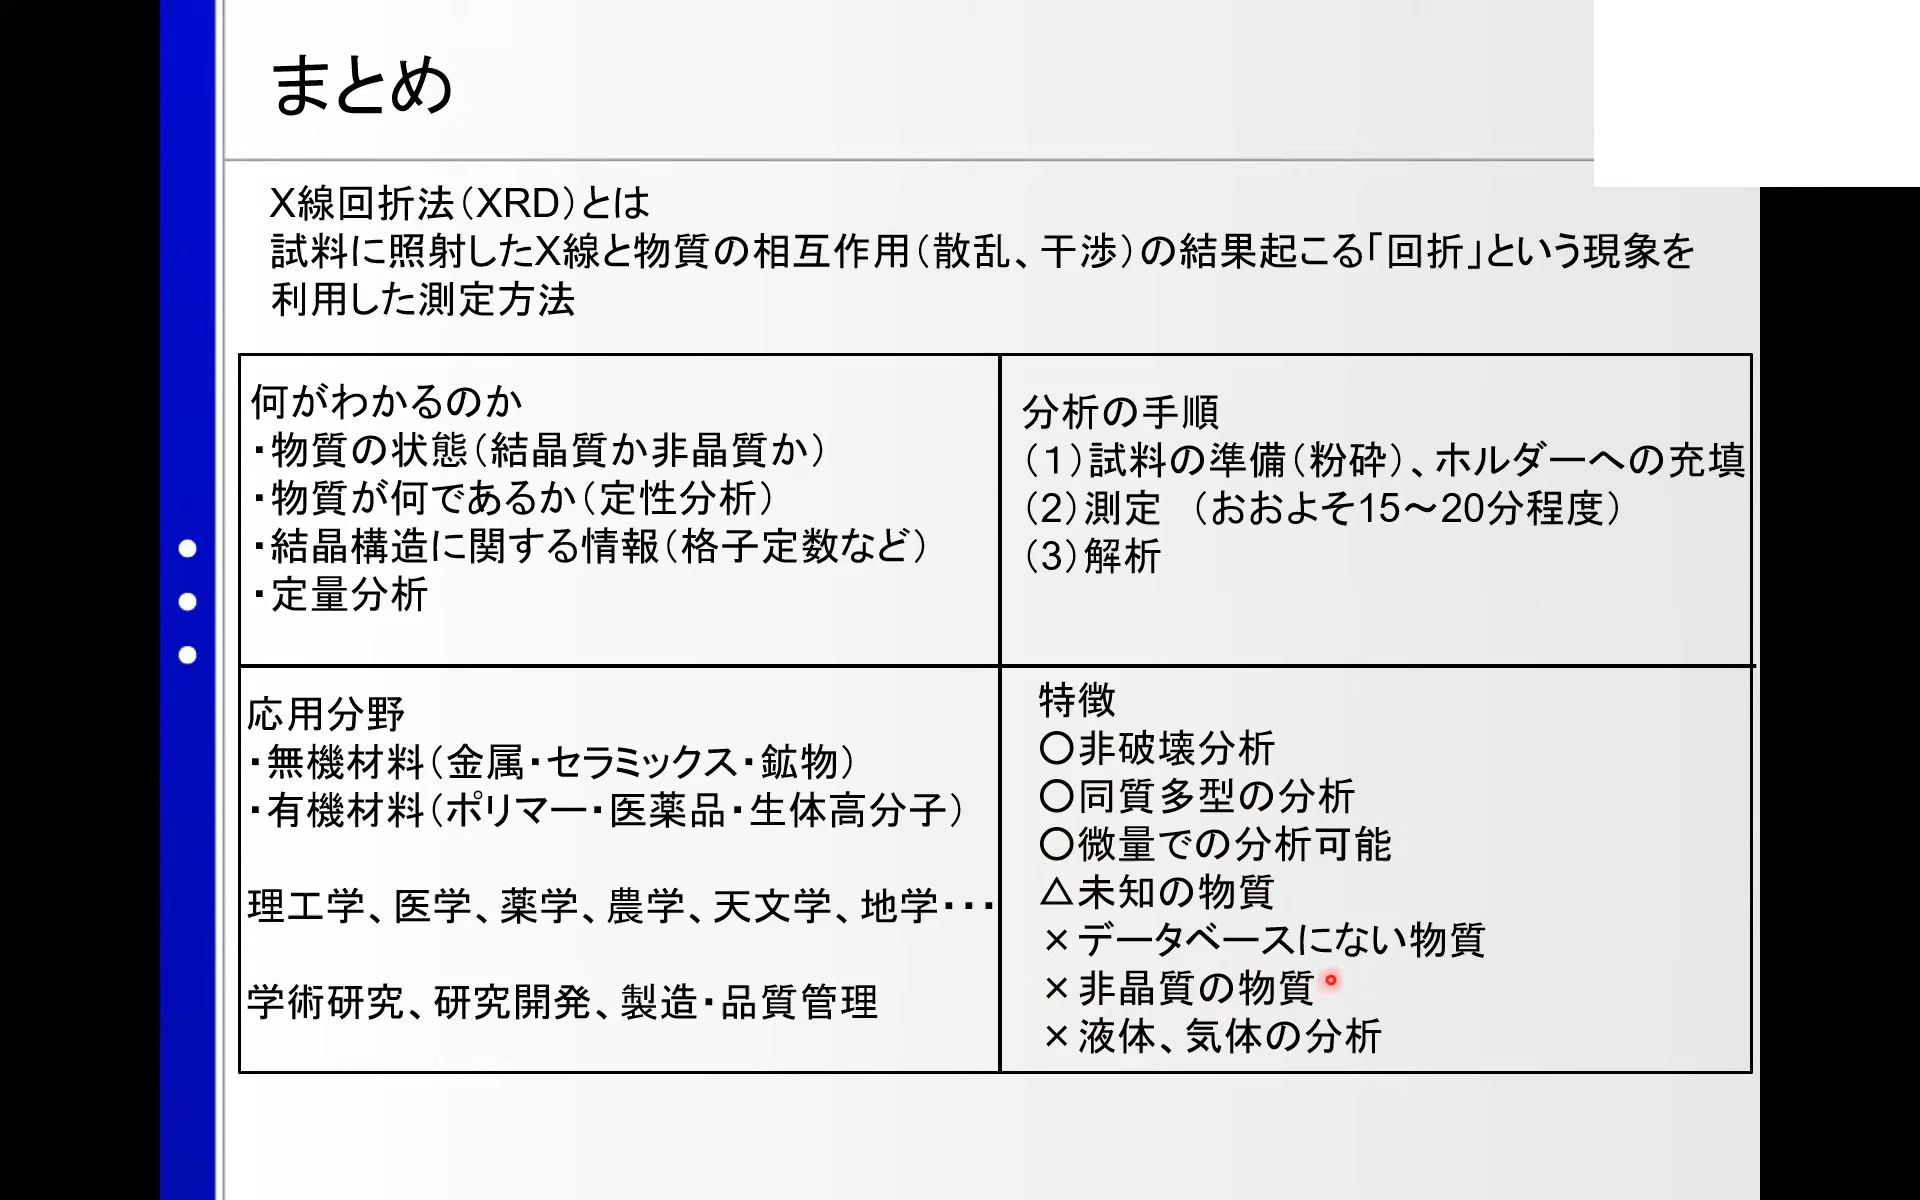 まとめ
X線回折法（XRD）とは
試料に照射したX線と物質の相互作用（散乱、干渉）の結果起こる「回折」という現象を
利用した測定方法
何がわかるのか
・物質の状態（結晶質か非晶質か）
・物質が何であるか（定性分析）
・結晶構造に関する情報（格子定数など）
・定量分析
分析の手順
（１）試料の準備（粉砕）、ホルダーへの充填
（2）測定　（おおよそ15～20分程度）
（3）解析
応用分野
・無機材料（金属・セラミックス・鉱物）
・有機材料（ポリマー・医薬品・生体高分子）
理工学、医学、薬学、農学、天文学、地学・・・
学術研究、研究開発、製造・品質管理
特徴
〇非破壊分析
〇同質多型の分析
〇微量での分析可能
△未知の物質
×データベースにない物質
×非晶質の物質
×液体、気体の分析